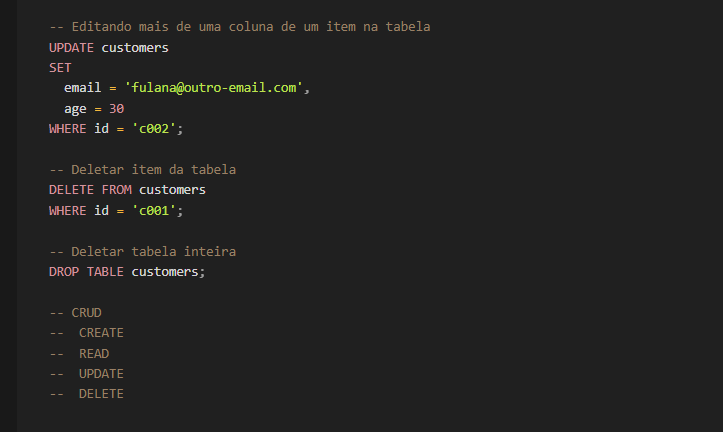 -- Editando mais de uma coluna de um item na tabela
UPDATE customers
SET
  email = 'fulana@outro-email.com',
  age = 30
WHERE id = 'c002';

-- Deletar item da tabela
DELETE FROM customers
WHERE id = 'c001';

-- Deletar tabela inteira
DROP TABLE customers;

-- CRUD
--  CREATE
--  READ
--  UPDATE
--  DELETE